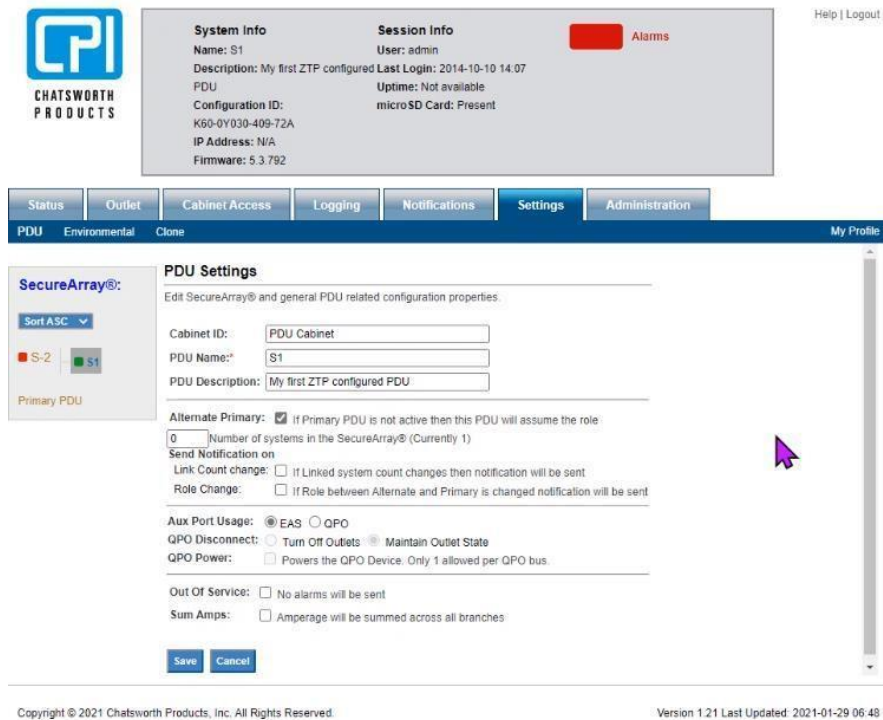 Help | Logout
CPI
CHATSWORTH
PRODUCTS
System Info
Name: S1
Description: My first ZTP configured
PDU
Configuration ID:
K60-0Y030-409-72A
IP Address: N/A
Firmware: 5.3.792
Session Info
User: admin
Last Login: 2014-10-10 14:07
Uptime: Not available
microSD Card: Present
Alarms
Status Outlet Cabinet Access Logging Notifications Settings Administration
PDU Environmental Clone My Profile
SecureArray®:
Sort ASC
S-2 S1
Primary PDU
PDU Settings
Edit SecureArray® and general PDU related configuration properties.
Cabinet ID: PDU Cabinet
PDU Name:* S1
PDU Description: My first ZTP configured PDU
Alternate Primary: If Primary PDU is not active then this PDU will assume the role
0 Number of systems in the SecureArray® (Currently 1)
Send Notification on
Link Count change: If Linked system count changes then notification will be sent
Role Change: If Role between Alternate and Primary is changed notification will be sent
Aux Port Usage: EAS QPO
QPO Disconnect: Turn Off Outlets Maintain Outlet State
QPO Power: Powers the QPO Device. Only 1 allowed per QPO bus.
Out Of Service: No alarms will be sent
Sum Amps: Amperage will be summed across all branches
Save Cancel
Copyright © 2021 Chatsworth Products, Inc. All Rights Reserved. Version 1.21 Last Updated: 2021-01-29 06:48